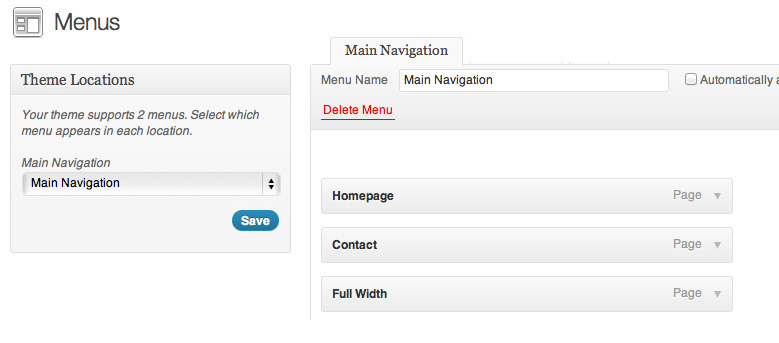 Menus
Theme Locations
Your theme supports 2 menus. Select which
menu appears in each location.
Main Navigation
Main Navigation
Save
Main Navigation
Menu Name Main Navigation Automatically
Delete Menu
Homepage Page
Contact Page
Full Width Page